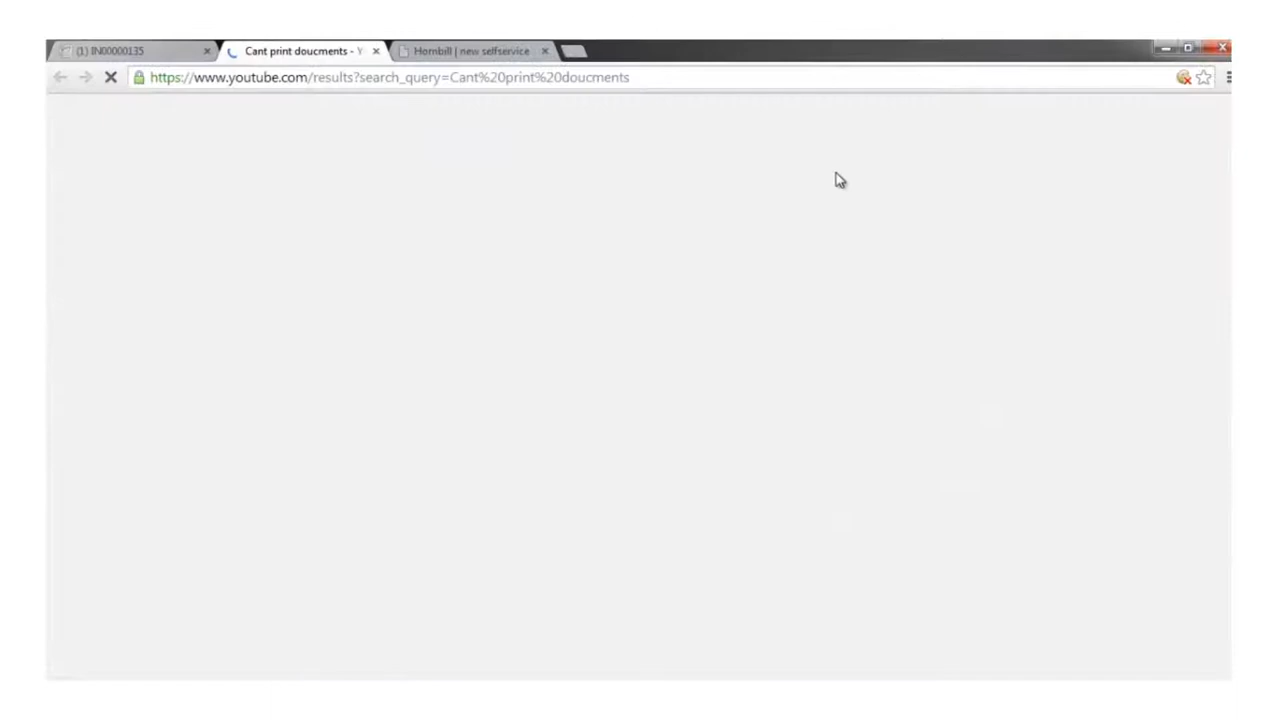 (1) IN00000135
Cant print doucments - Y
Hornbill | new selfservice
https://www.youtube.com/results?search_query=Cant%20print%20doucments